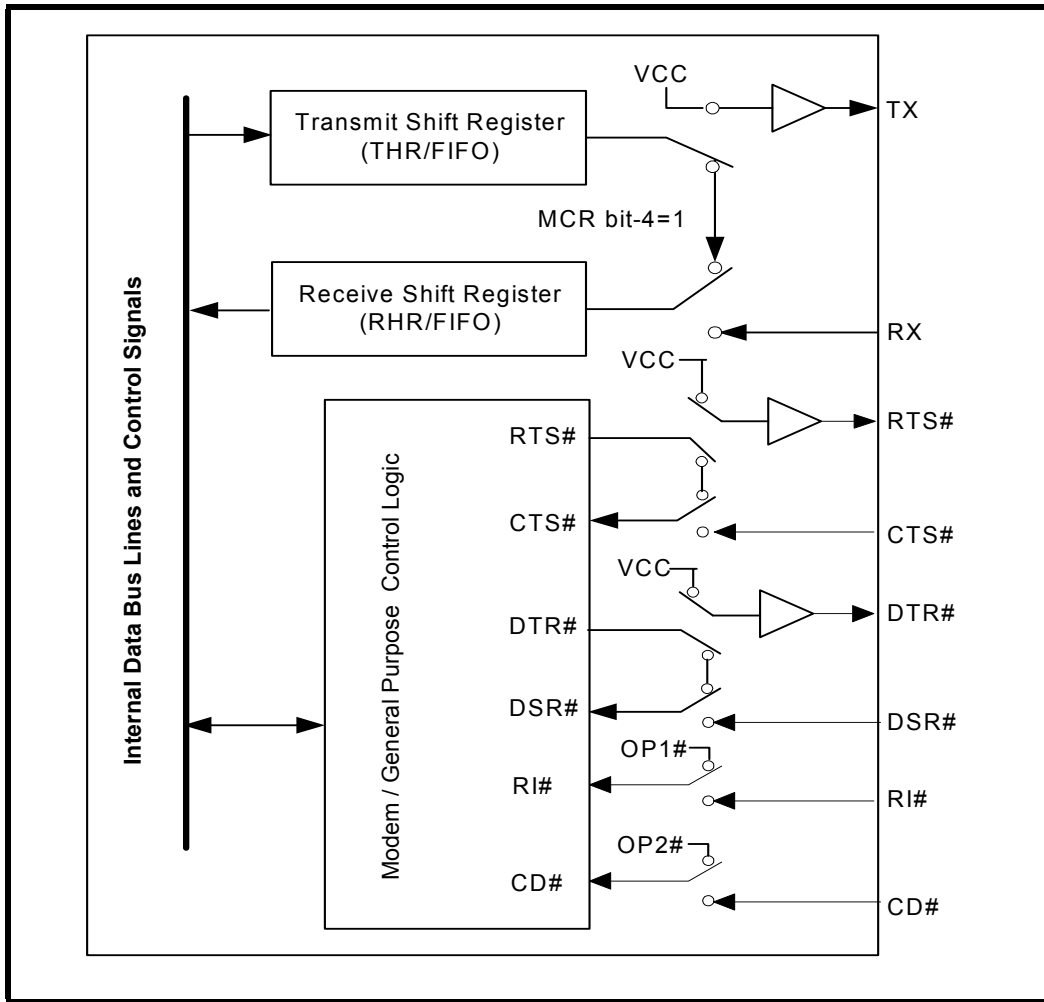 VCC
TX
Transmit Shift Register
(THR/FIFO)
MCR bit-4=1
Receive Shift Register
(RHR/FIFO)
RX
VCC
RTS#
RTS#
CTS#
CTS#
VCC
DTR#
DTR#
DSR#
DSR#
OP1#
RI#
RI#
OP2#
CD#
CD#
Internal Data Bus Lines and Control Signals
Modem / General Purpose Control Logic